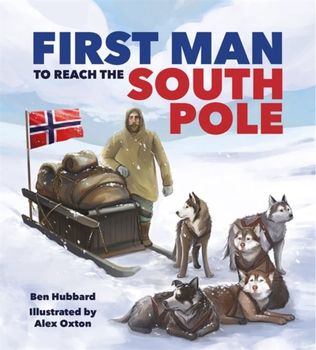 FIRST MAN
TO REACH THE
SOUTH
POLE
Ben Hubbard
Illustrated by
Alex Oxton